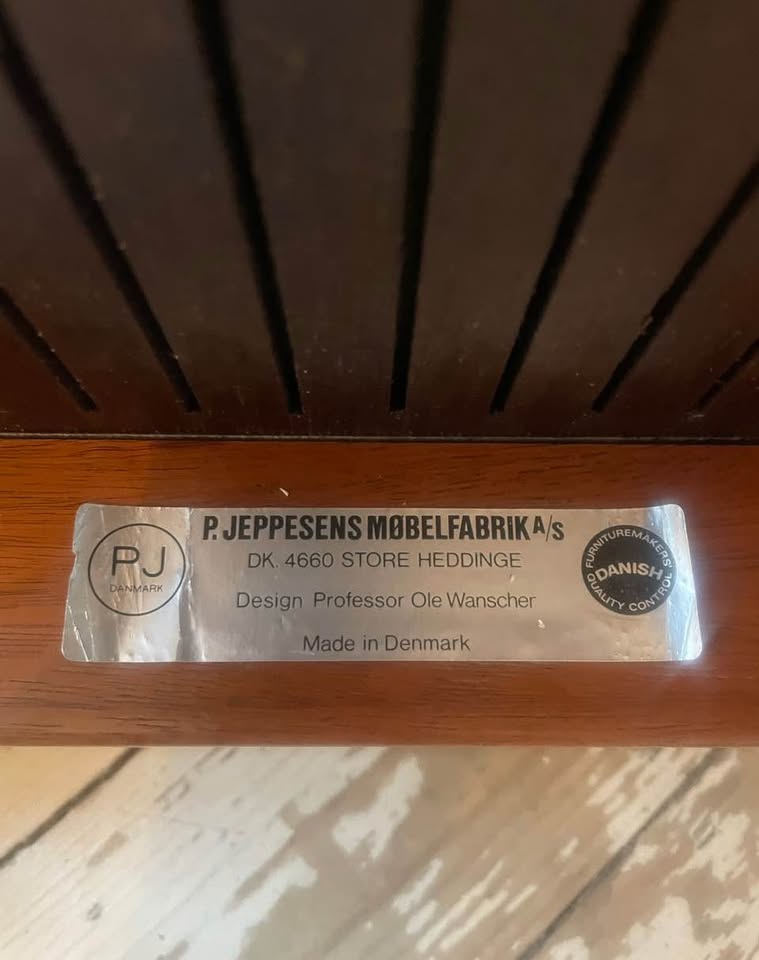 P. JEPPESENS MØBELFABRIK A/S
DK. 4660 STORE HEDDINGE
Design Professor Ole Wanscher
Made in Denmark
PJ
DANMARK
FURNITUREMAKERS'
DANISH
QUALITY CONTROL